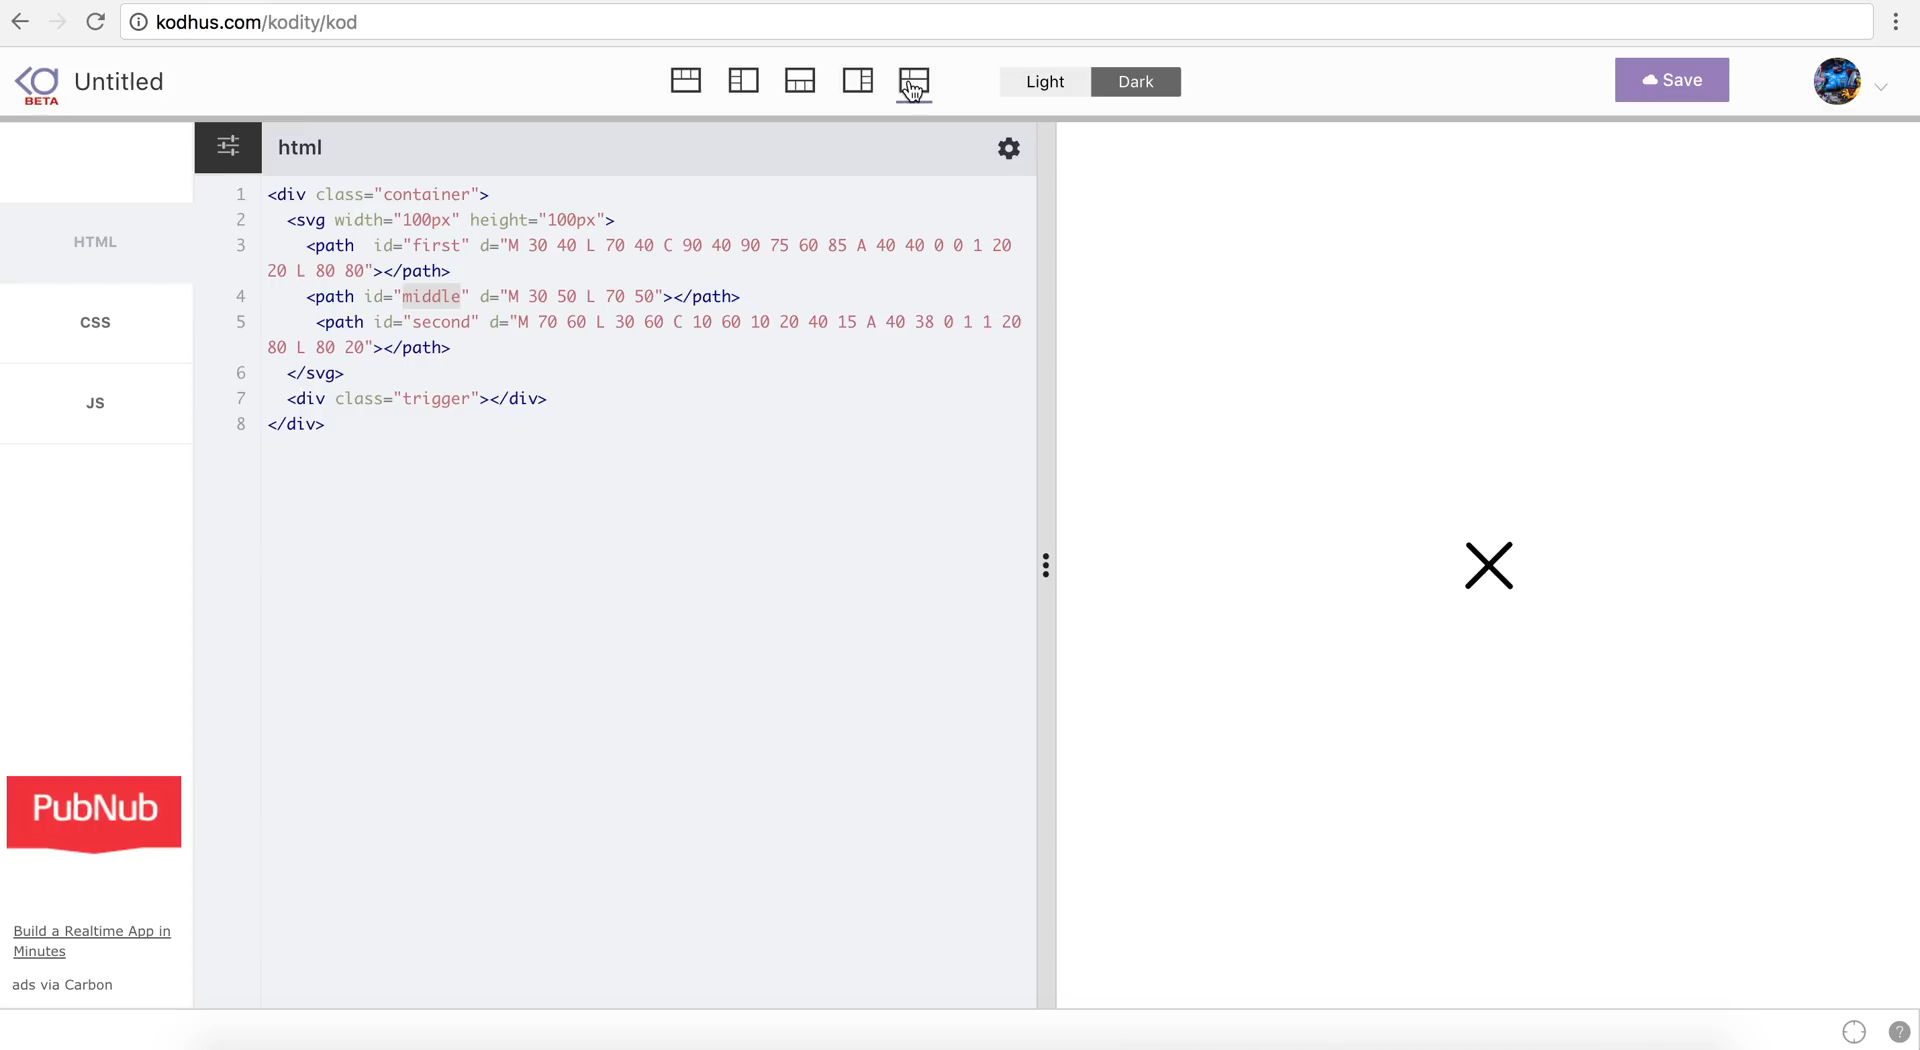 kodhus.com/kodity/kod
BETA
Untitled
Light
Dark
Save
HTML
CSS
JS
html
1 <div class="container">
2 <svg width="100px" height="100px">
3 <path id="first" d="M 30 40 L 70 40 C 90 40 90 75 60 85 A 40 40 0 0 1 20
20 L 80 80"></path>
4 <path id="middle" d="M 30 50 L 70 50"></path>
5 <path id="second" d="M 70 60 L 30 60 C 10 60 10 20 40 15 A 40 38 0 1 1 20
80 L 80 20"></path>
6 </svg>
7 <div class="trigger"></div>
8 </div>
PubNub
Build a Realtime App in
Minutes
ads via Carbon
?